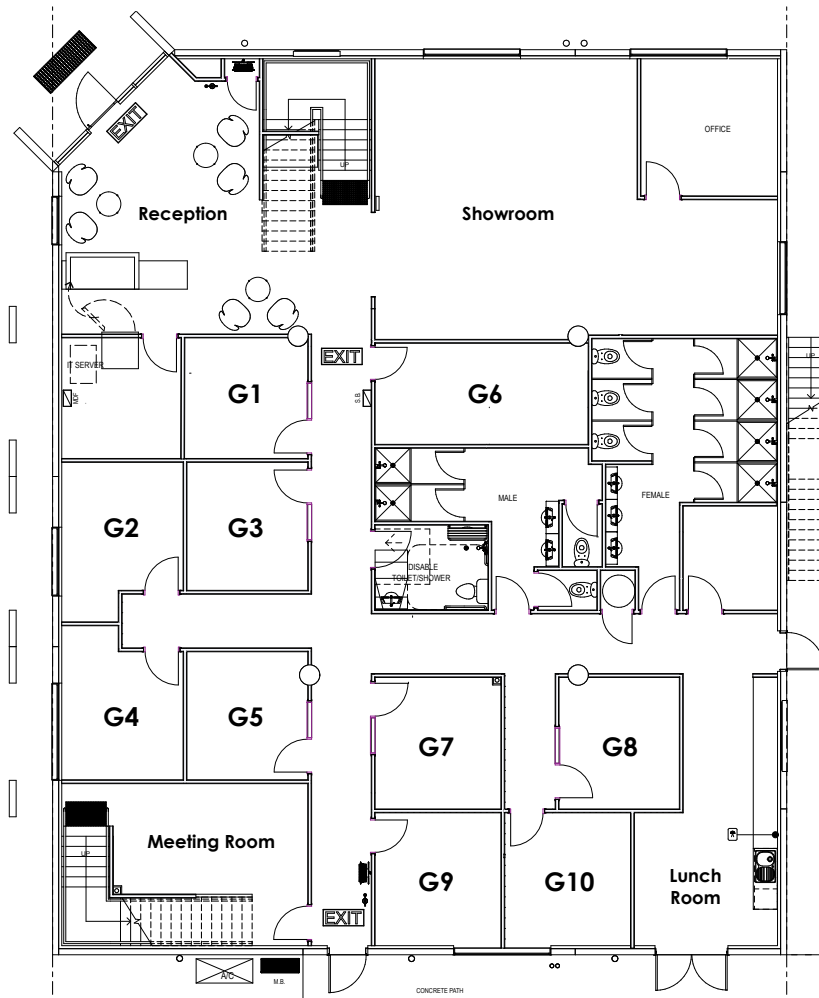 EXIT
OFFICE
UP
Reception
Showroom
IT SERVER
EXIT
UP
MDF
G1
S.B.
G6
G2
G3
MALE
FEMALE
DISABLE
TOILET/SHOWER
G4
G5
G7
G8
Meeting Room
UP
G9
G10
Lunch
Room
EXIT
A/C
M.B.
CONCRETE PATH